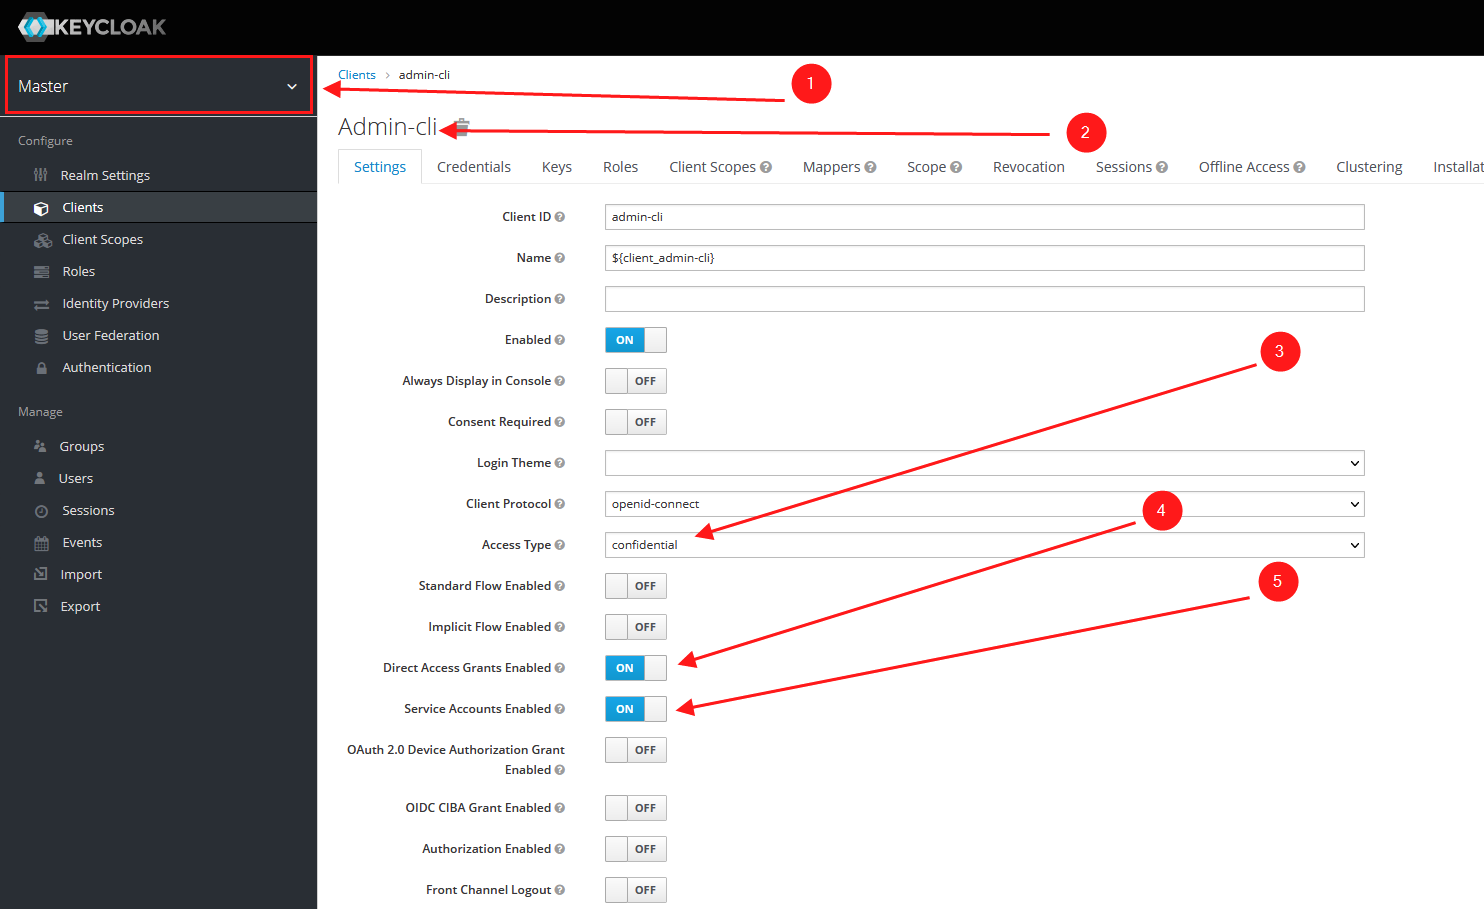 KEYCLOAK
Master
Configure
Realm Settings
Clients
Client Scopes
Roles
Identity Providers
User Federation
Authentication
Manage
Groups
Users
Sessions
Events
Import
Export
Clients > admin-cli
1
Admin-cli
2
Settings Credentials Keys Roles Client Scopes ? Mappers ? Scope ? Revocation Sessions ? Offline Access ? Clustering Installat
Client ID ? admin-cli
Name ? ${client_admin-cli}
Description ?
Enabled ? ON
3
Always Display in Console ? OFF
Consent Required ? OFF
Login Theme ?
Client Protocol ? openid-connect
4
Access Type ? confidential
Standard Flow Enabled ? OFF
5
Implicit Flow Enabled ? OFF
Direct Access Grants Enabled ? ON
Service Accounts Enabled ? ON
OAuth 2.0 Device Authorization Grant OFF
Enabled ?
OIDC CIBA Grant Enabled ? OFF
Authorization Enabled ? OFF
Front Channel Logout ? OFF